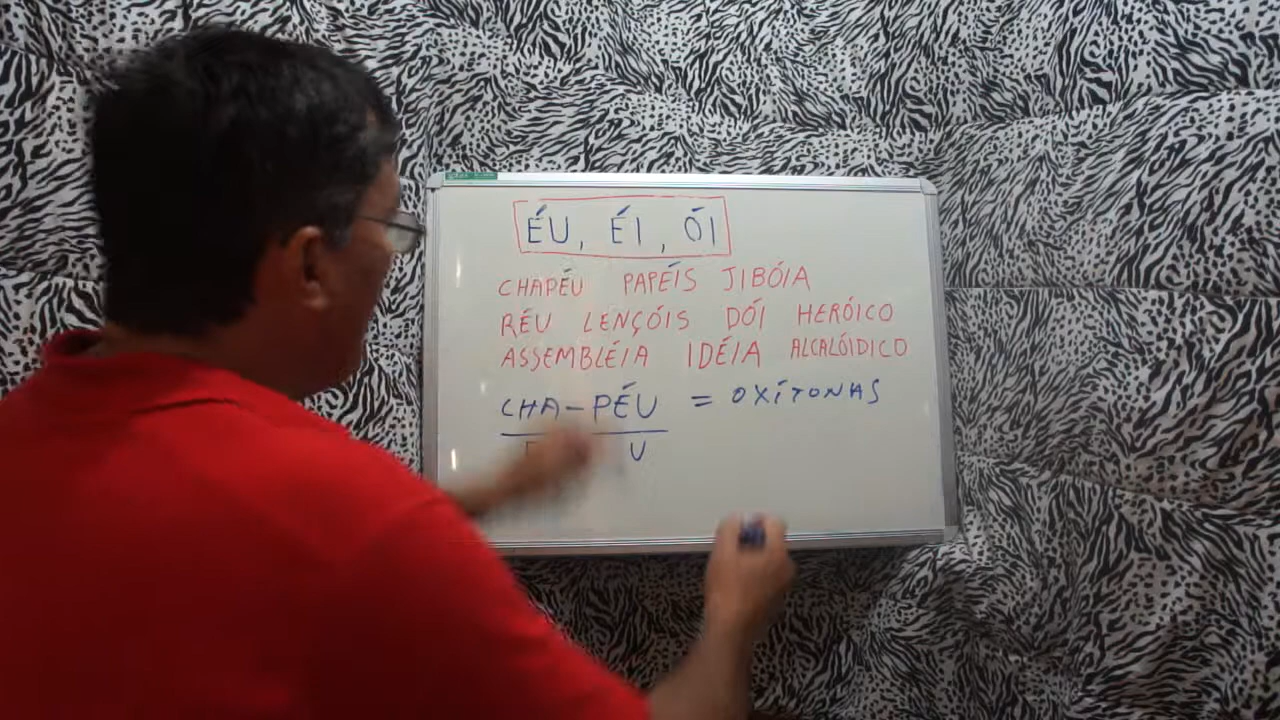 ÉU, ÉI, ÓI
CHAPÉU PAPÉIS JIBÓIA
RÉU LENÇÓIS DÓI HERÓICO
ASSEMBLÉIA IDÉIA ALCALÓIDICO
CHA-PÉU = OXÍTONAS
U